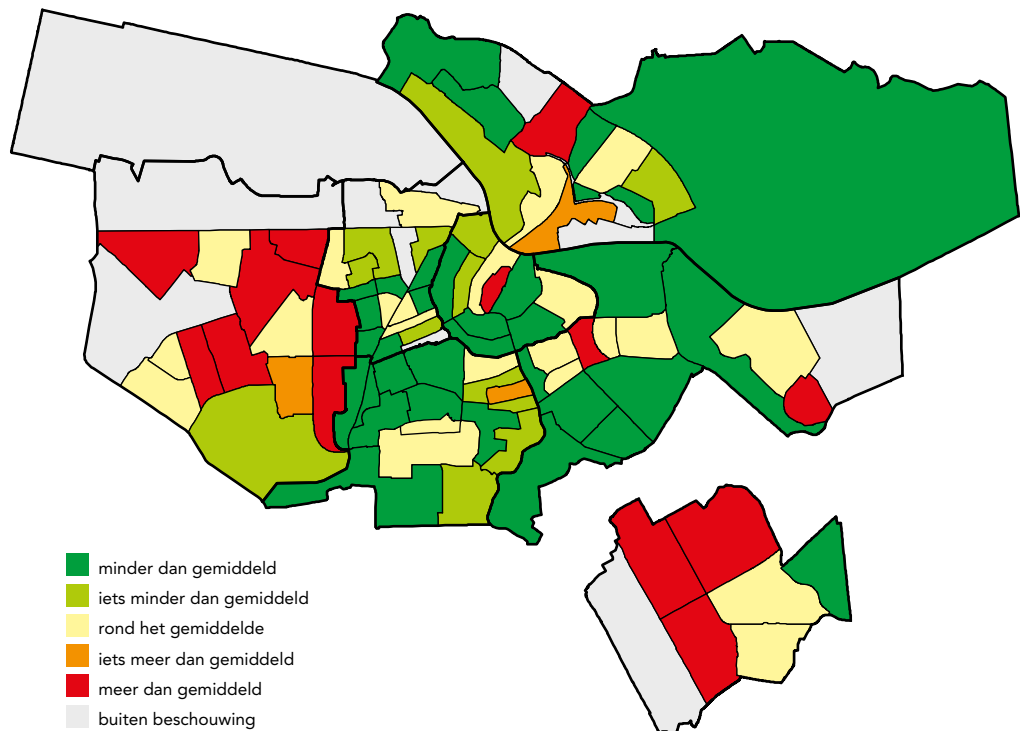 minder dan gemiddeld
iets minder dan gemiddeld
rond het gemiddelde
iets meer dan gemiddeld
meer dan gemiddeld
buiten beschouwing